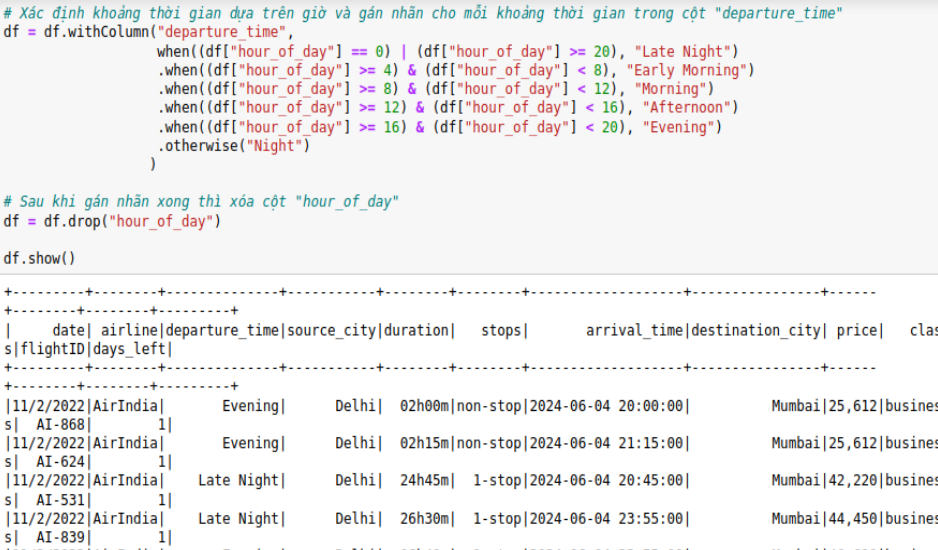 # Xác định khoảng thời gian dựa trên giờ và gán nhãn cho mỗi khoảng thời gian trong cột "departure_time"
df = df.withColumn("departure_time",
                   when((df["hour_of_day"] == 0) | (df["hour_of_day"] >= 20), "Late Night")
                   .when((df["hour_of_day"] >= 4) & (df["hour_of_day"] < 8), "Early Morning")
                   .when((df["hour_of_day"] >= 8) & (df["hour_of_day"] < 12), "Morning")
                   .when((df["hour_of_day"] >= 12) & (df["hour_of_day"] < 16), "Afternoon")
                   .when((df["hour_of_day"] >= 16) & (df["hour_of_day"] < 20), "Evening")
                   .otherwise("Night")
                  )
# Sau khi gán nhãn xong thì xóa cột "hour_of_day"
df = df.drop("hour_of_day")
df.show()
+---------+--------+--------------+-----------+--------+--------+-------------------+----------------+------
+--------+--------+---------+
|     date| airline|departure_time|source_city|duration|   stops|       arrival_time|destination_city| price|   clas
s|flightID|days_left|
+---------+--------+--------------+-----------+--------+--------+-------------------+----------------+------
+--------+--------+---------+
|11/2/2022|AirIndia|       Evening|      Delhi|  02h00m|non-stop|2024-06-04 20:00:00|          Mumbai|25,612|busines
s|  AI-868|        1|
|11/2/2022|AirIndia|       Evening|      Delhi|  02h15m|non-stop|2024-06-04 21:15:00|          Mumbai|25,612|busines
s|  AI-624|        1|
|11/2/2022|AirIndia|    Late Night|      Delhi|  24h45m|  1-stop|2024-06-04 20:45:00|          Mumbai|42,220|busines
s|  AI-531|        1|
|11/2/2022|AirIndia|    Late Night|      Delhi|  26h30m|  1-stop|2024-06-04 23:55:00|          Mumbai|44,450|busines
s|  AI-839|        1|